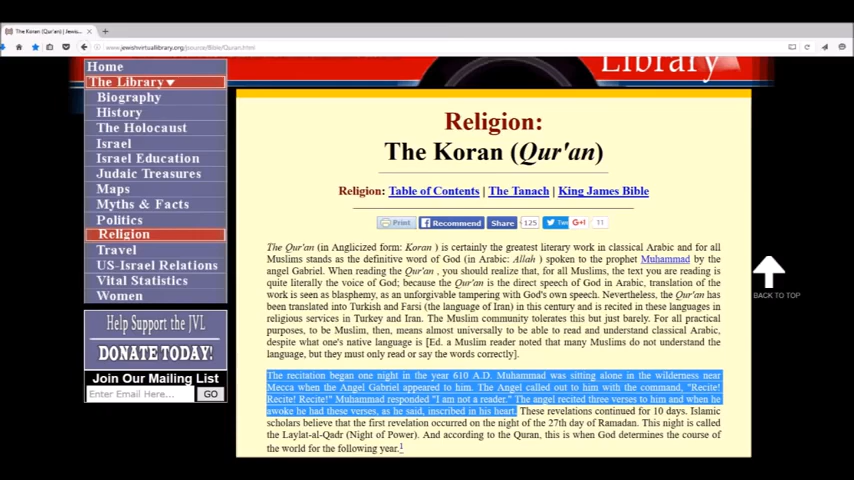 The Koran (Qur'an) | Jewis...
www.jewishvirtuallibrary.org/jsource/Bible/Quran.html
Library
Home
The Library
Biography
History
The Holocaust
Israel
Israel Education
Judaic Treasures
Maps
Myths & Facts
Politics
Religion
Travel
US-Israel Relations
Vital Statistics
Women
Help Support the JVL
DONATE TODAY!
Join Our Mailing List
Enter Email Here...
GO
Religion:
The Koran (Qur'an)
Religion: Table of Contents | The Tanach | King James Bible
Print Recommend Share 125 G+1 11
The Qur'an (in Anglicized form: Koran ) is certainly the greatest literary work in classical Arabic and for all
Muslims stands as the definitive word of God (in Arabic: Allah ) spoken to the prophet Muhammad by the
angel Gabriel. When reading the Qur'an , you should realize that, for all Muslims, the text you are reading is
quite literally the voice of God; because the Qur'an is the direct speech of God in Arabic, translation of the
work is seen as blasphemy, as an unforgivable tampering with God's own speech. Nevertheless, the Qur'an has
been translated into Turkish and Farsi (the language of Iran) in this century and is recited in these languages in
religious services in Turkey and Iran. The Muslim community tolerates this but just barely. For all practical
purposes, to be Muslim, then, means almost universally to be able to read and understand classical Arabic,
despite what one's native language is [Ed. a Muslim reader noted that many Muslims do not understand the
language, but they must only read or say the words correctly].
The recitation began one night in the year 610 A.D. Muhammad was sitting alone in the wilderness near
Mecca when the Angel Gabriel appeared to him. The Angel called out to him with the command, "Recite!
Recite! Recite!" Muhammad responded "I am not a reader." The angel recited three verses to him and when he
awoke he had these verses, as he said, inscribed in his heart. These revelations continued for 10 days. Islamic
scholars believe that the first revelation occurred on the night of the 27th day of Ramadan. This night is called
the Laylat-al-Qadr (Night of Power). And according to the Quran, this is when God determines the course of
the world for the following year.1
BACK TO TOP